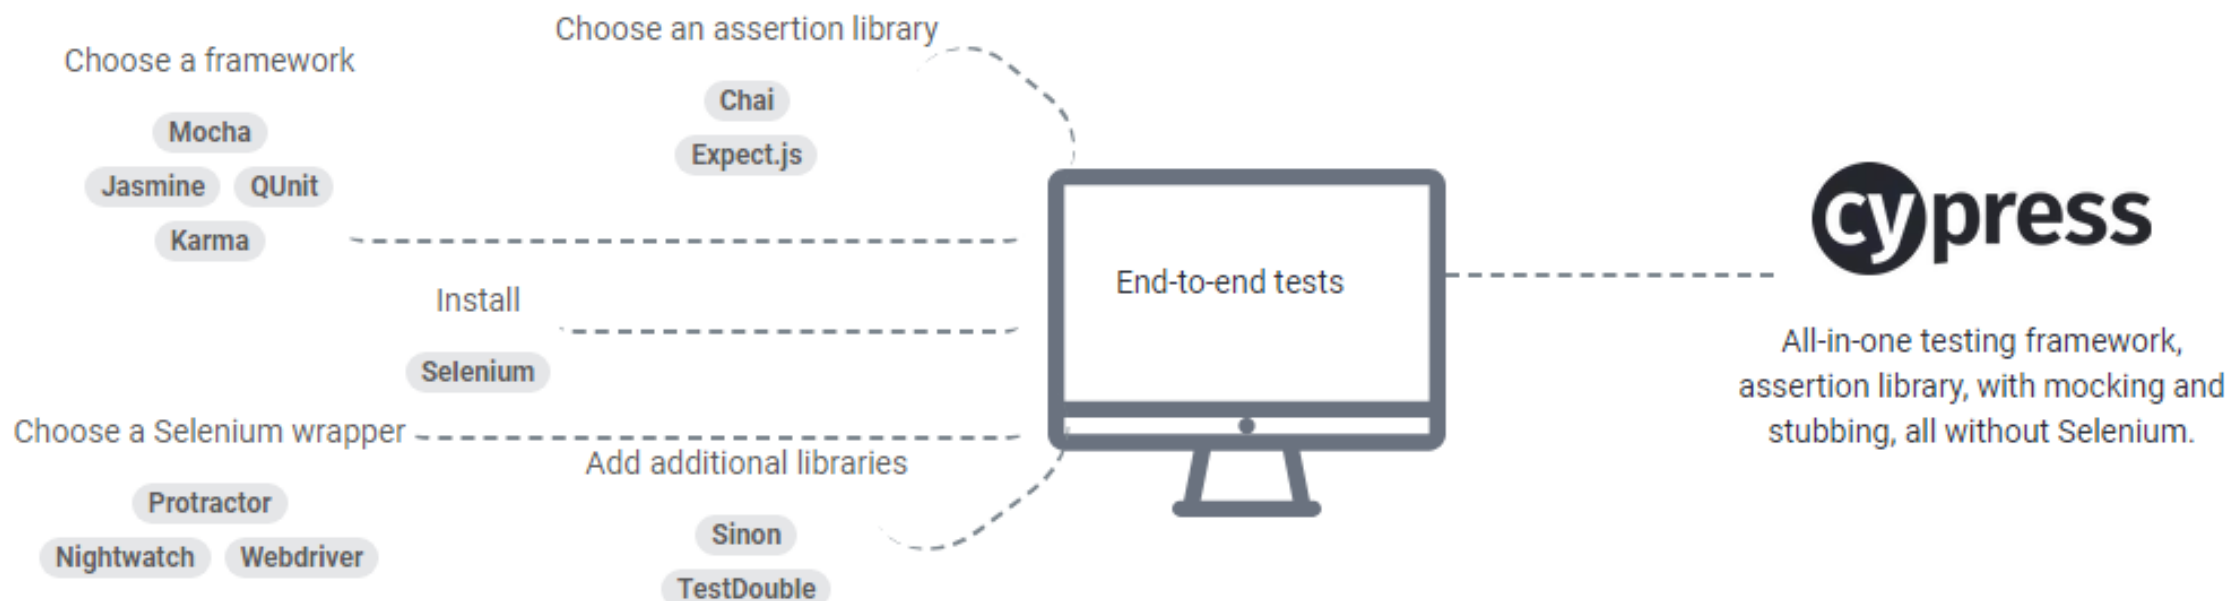 Choose a framework
Mocha
Jasmine QUnit
Karma
Choose an assertion library
Chai
Expect.js
Install
Selenium
Choose a Selenium wrapper
Protractor
Nightwatch Webdriver
Add additional libraries
Sinon
TestDouble
End-to-end tests
cypress
All-in-one testing framework,
assertion library, with mocking and
stubbing, all without Selenium.